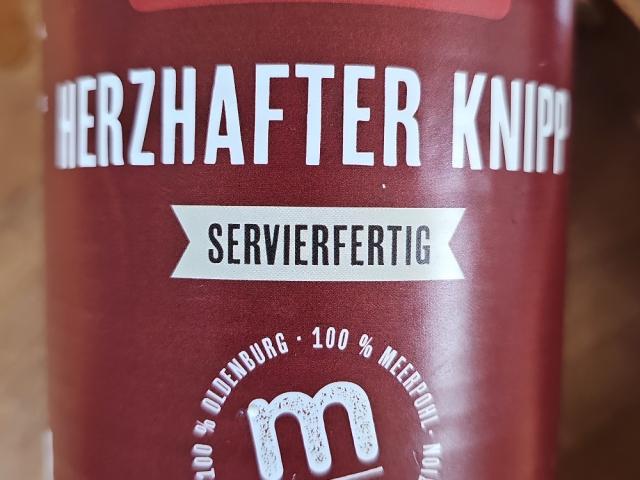 HERZHAFTER KNIPP
SERVIERFERTIG
100 % OLDENBURG · 100 % MEERPOHL ·
m